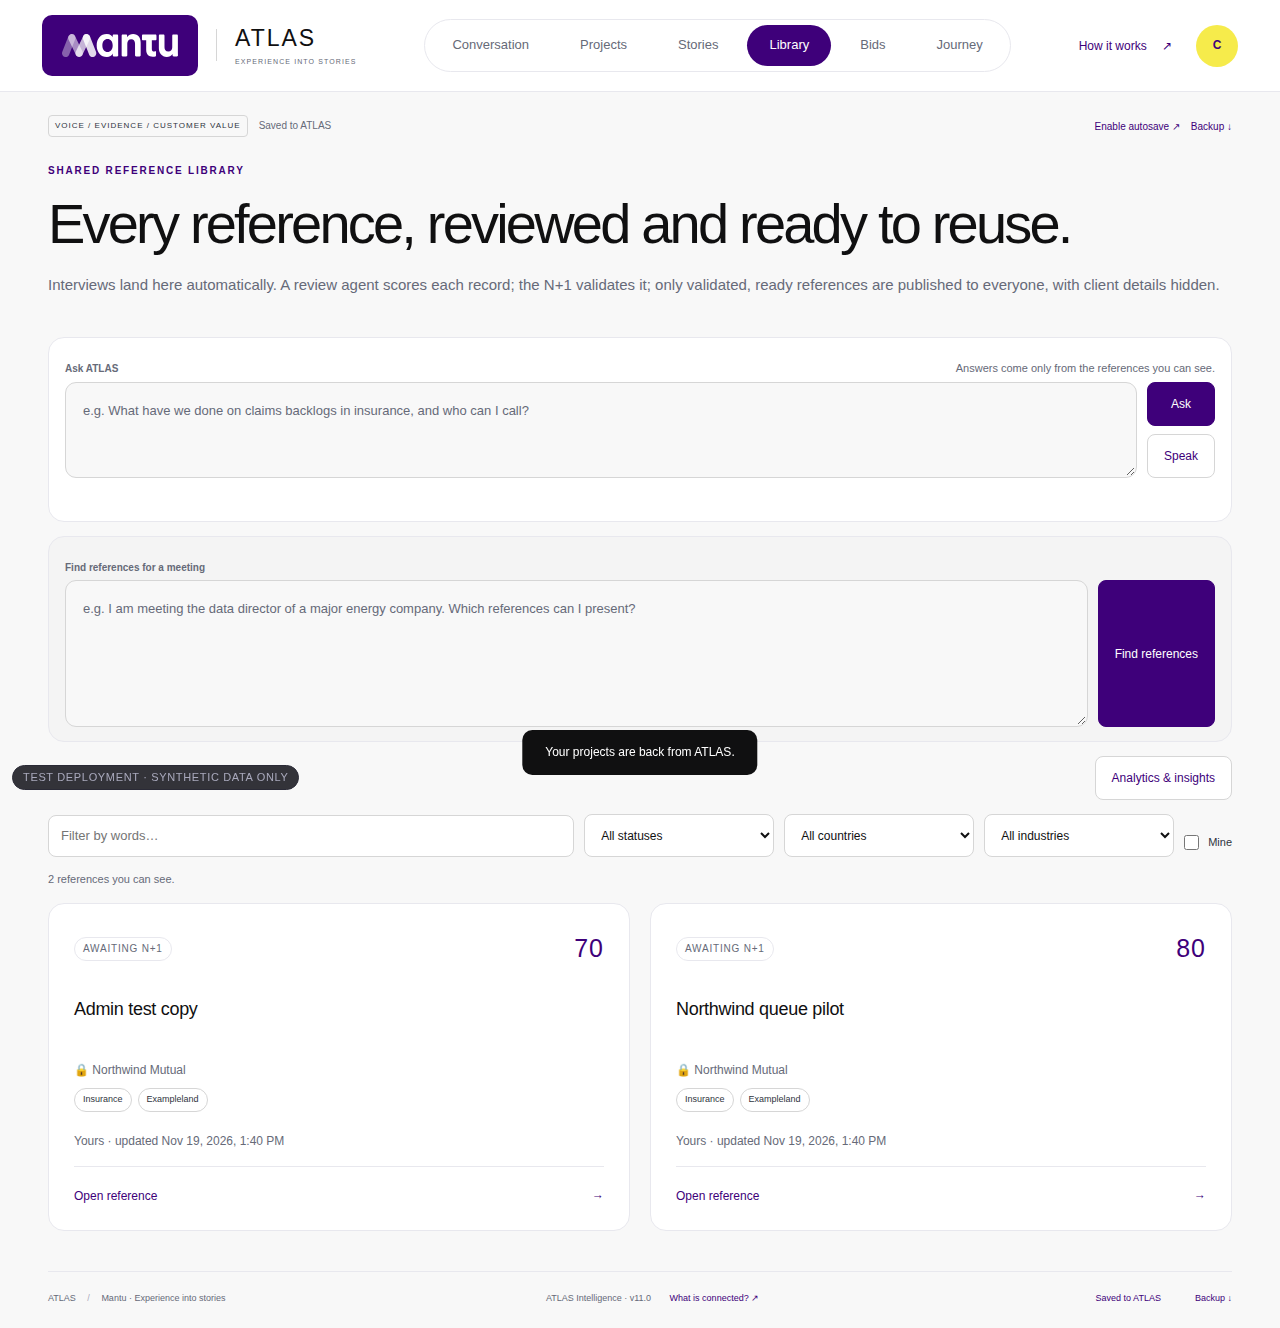 mantu
ATLAS
EXPERIENCE INTO STORIES
Conversation
Projects
Stories
Library
Bids
Journey
How it works ↗
C
VOICE / EVIDENCE / CUSTOMER VALUE
Saved to ATLAS
Enable autosave ↗
Backup ↓
SHARED REFERENCE LIBRARY
Every reference, reviewed and ready to reuse.
Interviews land here automatically. A review agent scores each record; the N+1 validates it; only validated, ready references are published to everyone, with client details hidden.
Ask ATLAS
Answers come only from the references you can see.
e.g. What have we done on claims backlogs in insurance, and who can I call?
Ask
Speak
Find references for a meeting
e.g. I am meeting the data director of a major energy company. Which references can I present?
Find references
Your projects are back from ATLAS.
TEST DEPLOYMENT · SYNTHETIC DATA ONLY
Analytics & insights
Filter by words…
All statuses
All countries
All industries
Mine
2 references you can see.
AWAITING N+1
70
Admin test copy
🔒 Northwind Mutual
Insurance
Exampleland
Yours · updated Nov 19, 2026, 1:40 PM
Open reference →
AWAITING N+1
80
Northwind queue pilot
🔒 Northwind Mutual
Insurance
Exampleland
Yours · updated Nov 19, 2026, 1:40 PM
Open reference →
ATLAS / Mantu · Experience into stories
ATLAS Intelligence · v11.0
What is connected? ↗
Saved to ATLAS
Backup ↓